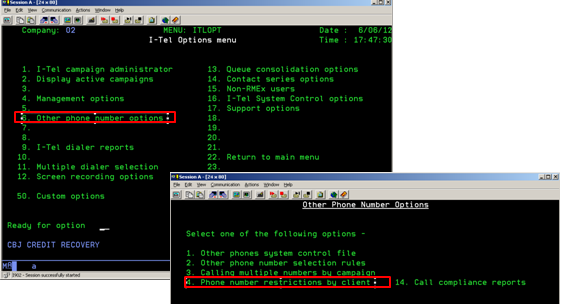 Session A - [24 x 80]
File Edit View Communication Actions Window Help
Company: 02 MENU: ITLOPT Date : 6/06/12
I-Tel Options menu Time : 17:47:30
1. I-Tel campaign administrator 13. Queue consolidation options
2. Display active campaigns 14. Contact series options
3. 15. Non-RMEx users
4. Management options 16. I-Tel System Control options
5. 17. Support options
6. Other phone number options 18.
7. 19.
8. 20.
9. I-Tel dialer reports 21.
10. 22. Return to main menu
11. Multiple dialer selection 23.
12. Screen recording options
50. Custom options
Ready for option
CBJ CREDIT RECOVERY
MA a
I902 - Session successfully started
Session A - [24 x 80]
File Edit View Communication Actions Window Help
Other Phone Number Options
Select one of the following options -
1. Other phones system control file
2. Other phone number selection rules
3. Calling multiple numbers by campaign
4. Phone number restrictions by client 14. Call compliance reports